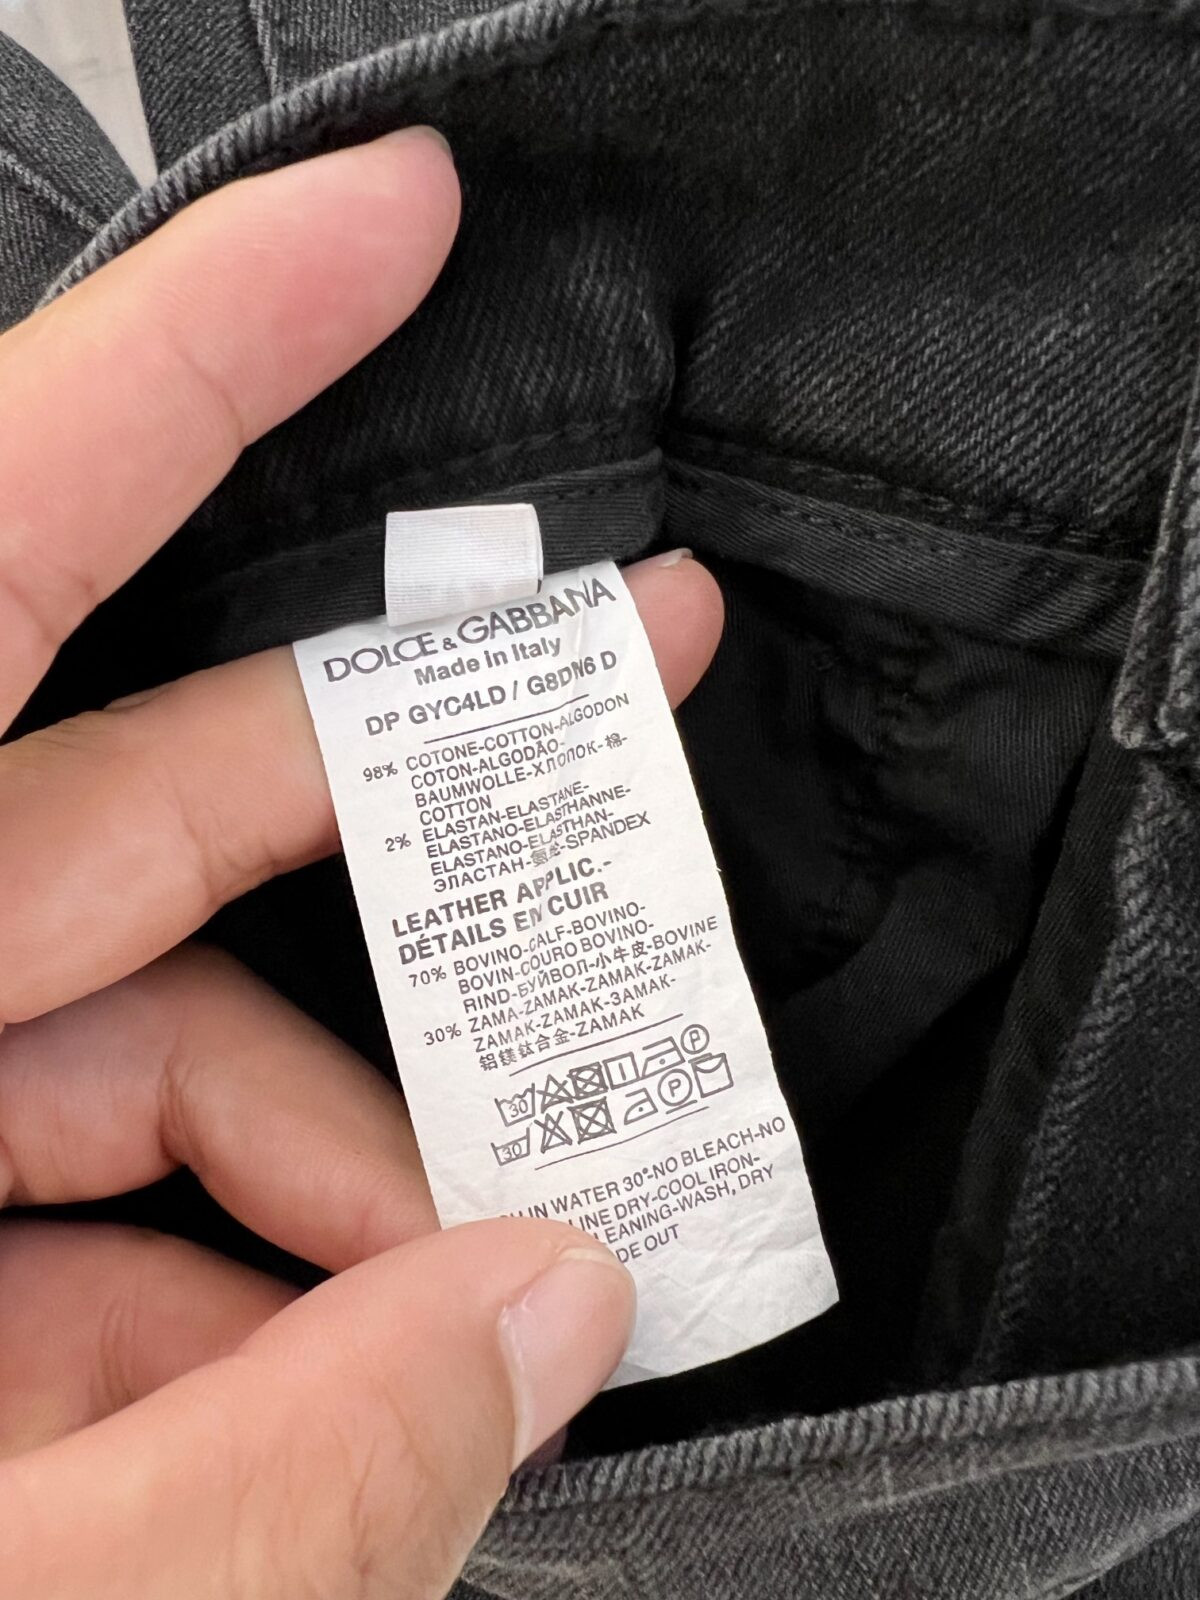 DOLCE & GABBANA
Made in Italy
DP GYC4LD / G8DN6 D
98% COTONE-COTTON-ALGODON
COTON-ALGODÃO-
BAUMWOLLE-ХЛОПОК-棉-
COTTON
2% ELASTAN-ELASTANE-
ELASTANO-ELASTHANNE-
ELASTANO-ELASTHAN-
ЭЛАСТАН-氨纶-SPANDEX
LEATHER APPLIC.-
DÉTAILS EN CUIR
70% BOVINO-CALF-BOVINO-
BOVIN-COURO BOVINO-
RIND-БУЙВОЛ-小牛皮-BOVINE
30% ZAMA-ZAMAK-ZAMAK-ZAMAK-
ZAMAK-ZAMAK-ЗАМАК-
铝镁钛合金-ZAMAK
30 P
30 P
IN WATER 30°-NO BLEACH-NO
LINE DRY-COOL IRON-
LEANING-WASH, DRY
DE OUT